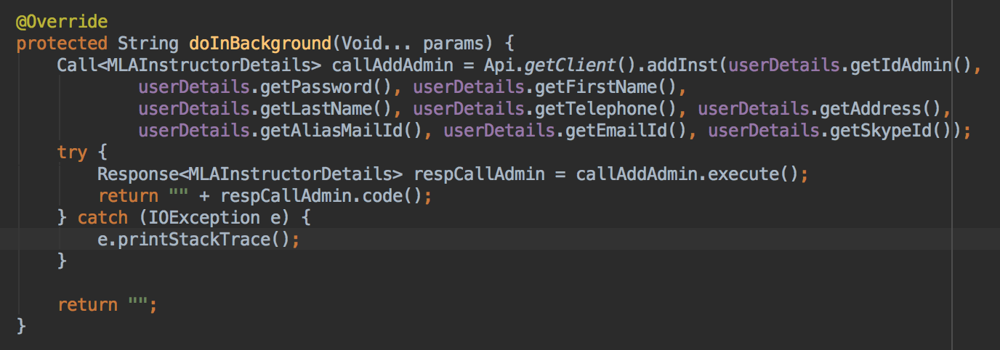 @Override
protected String doInBackground(Void... params) {
Call<MLAInstructorDetails> callAddAdmin = Api.getClient().addInst(userDetails.getIdAdmin(),
userDetails.getPassword(), userDetails.getFirstName(),
userDetails.getLastName(), userDetails.getTelephone(), userDetails.getAddress(),
userDetails.getAliasMailId(), userDetails.getEmailId(), userDetails.getSkypeId());
try {
Response<MLAInstructorDetails> respCallAdmin = callAddAdmin.execute();
return "" + respCallAdmin.code();
} catch (IOException e) {
e.printStackTrace();
}
return "";
}